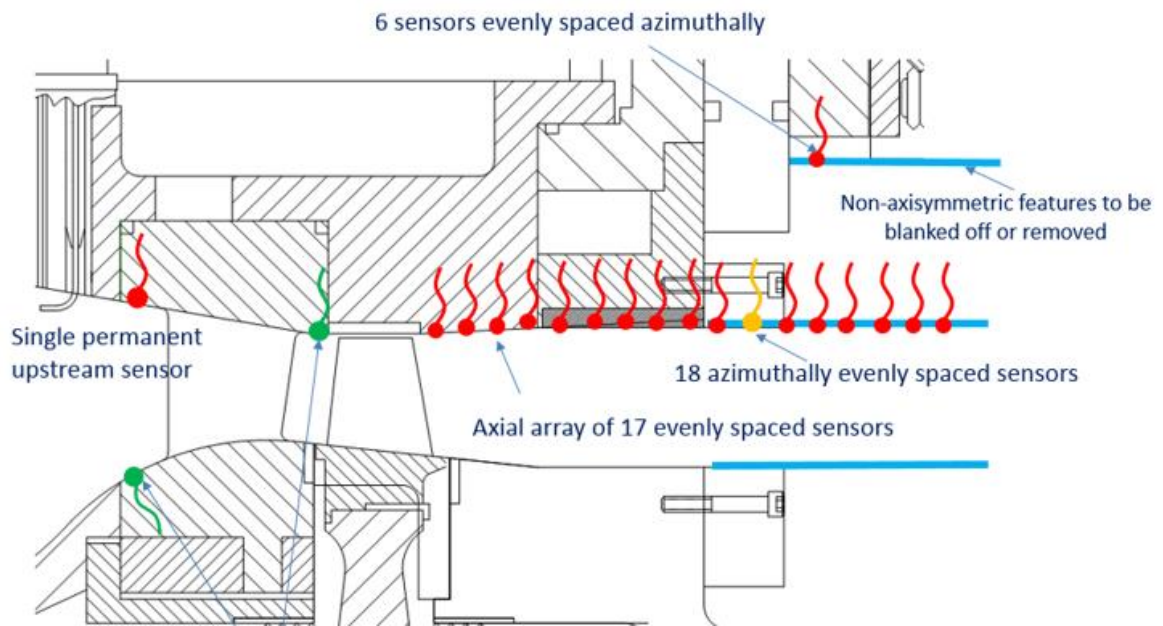 6 sensors evenly spaced azimuthally
Non-axisymmetric features to be
blanked off or removed
Single permanent
upstream sensor
18 azimuthally evenly spaced sensors
Axial array of 17 evenly spaced sensors